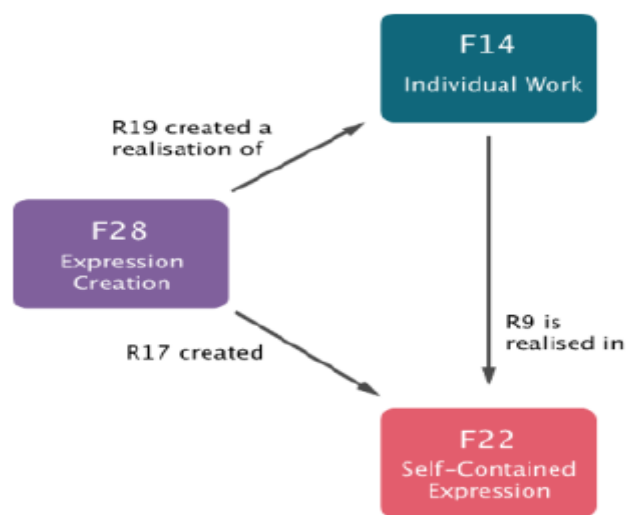 F14
Individual Work
R19 created a
realisation of
F28
Expression
Creation
R9 is
realised in
R17 created
F22
Self-Contained
Expression